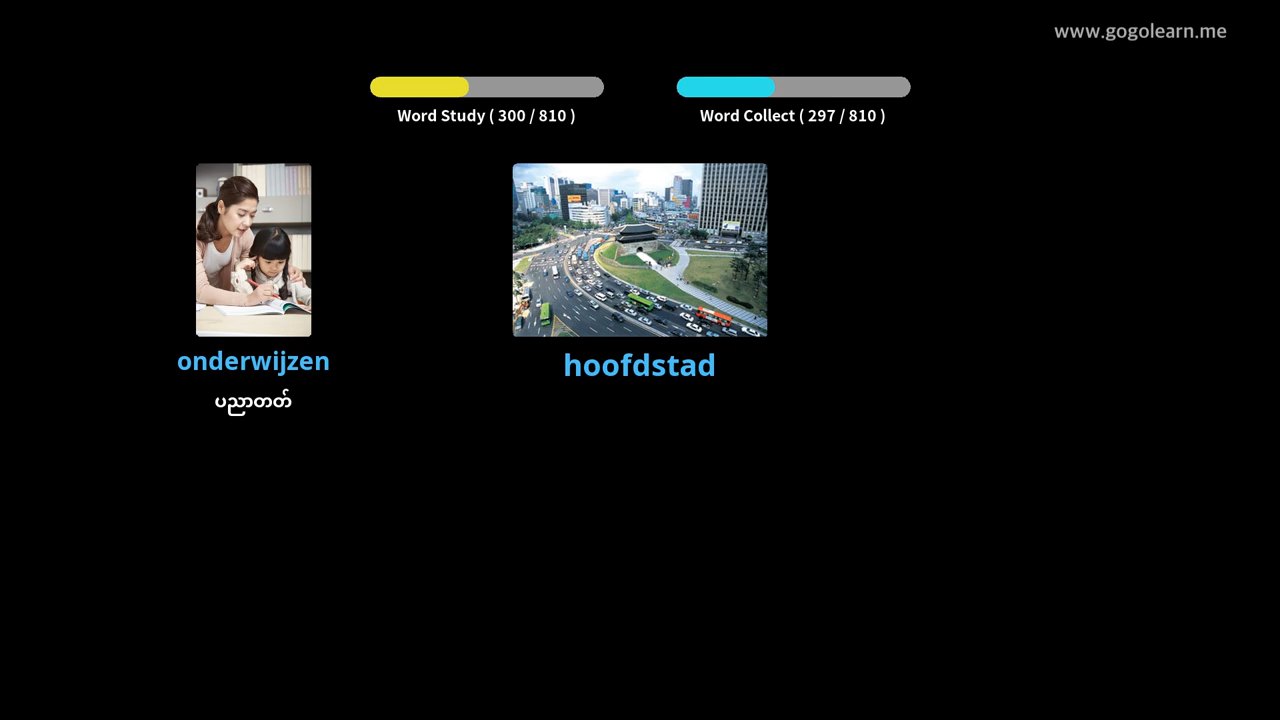 www.gogolearn.me
Word Study ( 300 / 810 )
Word Collect ( 297 / 810 )
onderwijzen
ပညာတတ်
hoofdstad